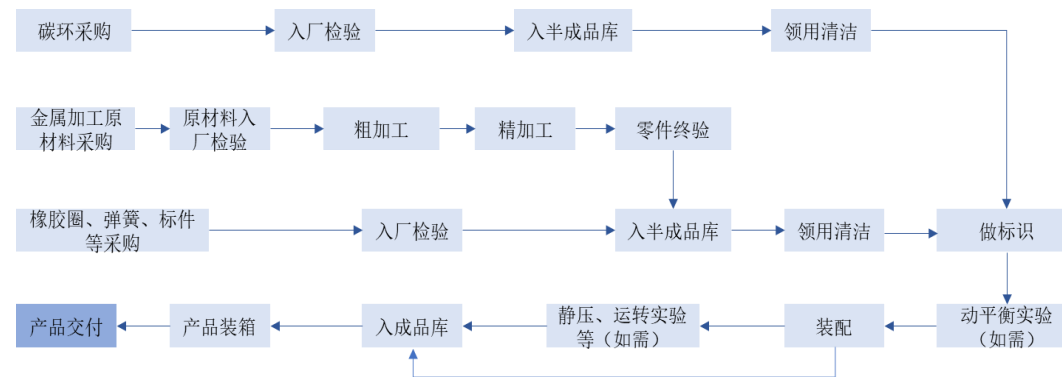 碳环采购
入厂检验
入半成品库
领用清洁
金属加工原
材料采购
原材料入
厂检验
粗加工
精加工
零件终验
橡胶圈、弹簧、标件
等采购
入厂检验
入半成品库
领用清洁
做标识
产品交付
产品装箱
入成品库
静压、运转实验
等（如需）
装配
动平衡实验
（如需）